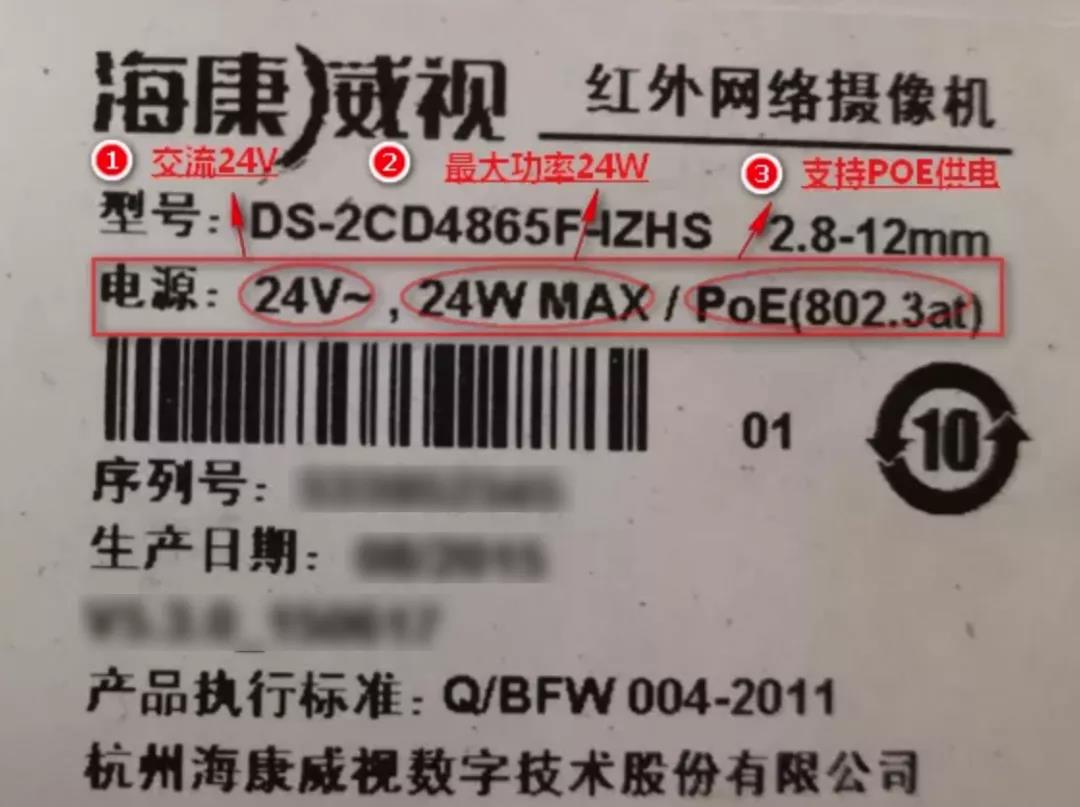 海康威视 红外网络摄像机
1 交流24V 2 最大功率24W 3 支持POE供电
型号: DS-2CD4865F-IZHS 2.8-12mm
电源: 24V~, 24W MAX / PoE(802.3at)
01 10
序列号:
生产日期:
产品执行标准: Q/BFW 004-2011
杭州海康威视数字技术股份有限公司